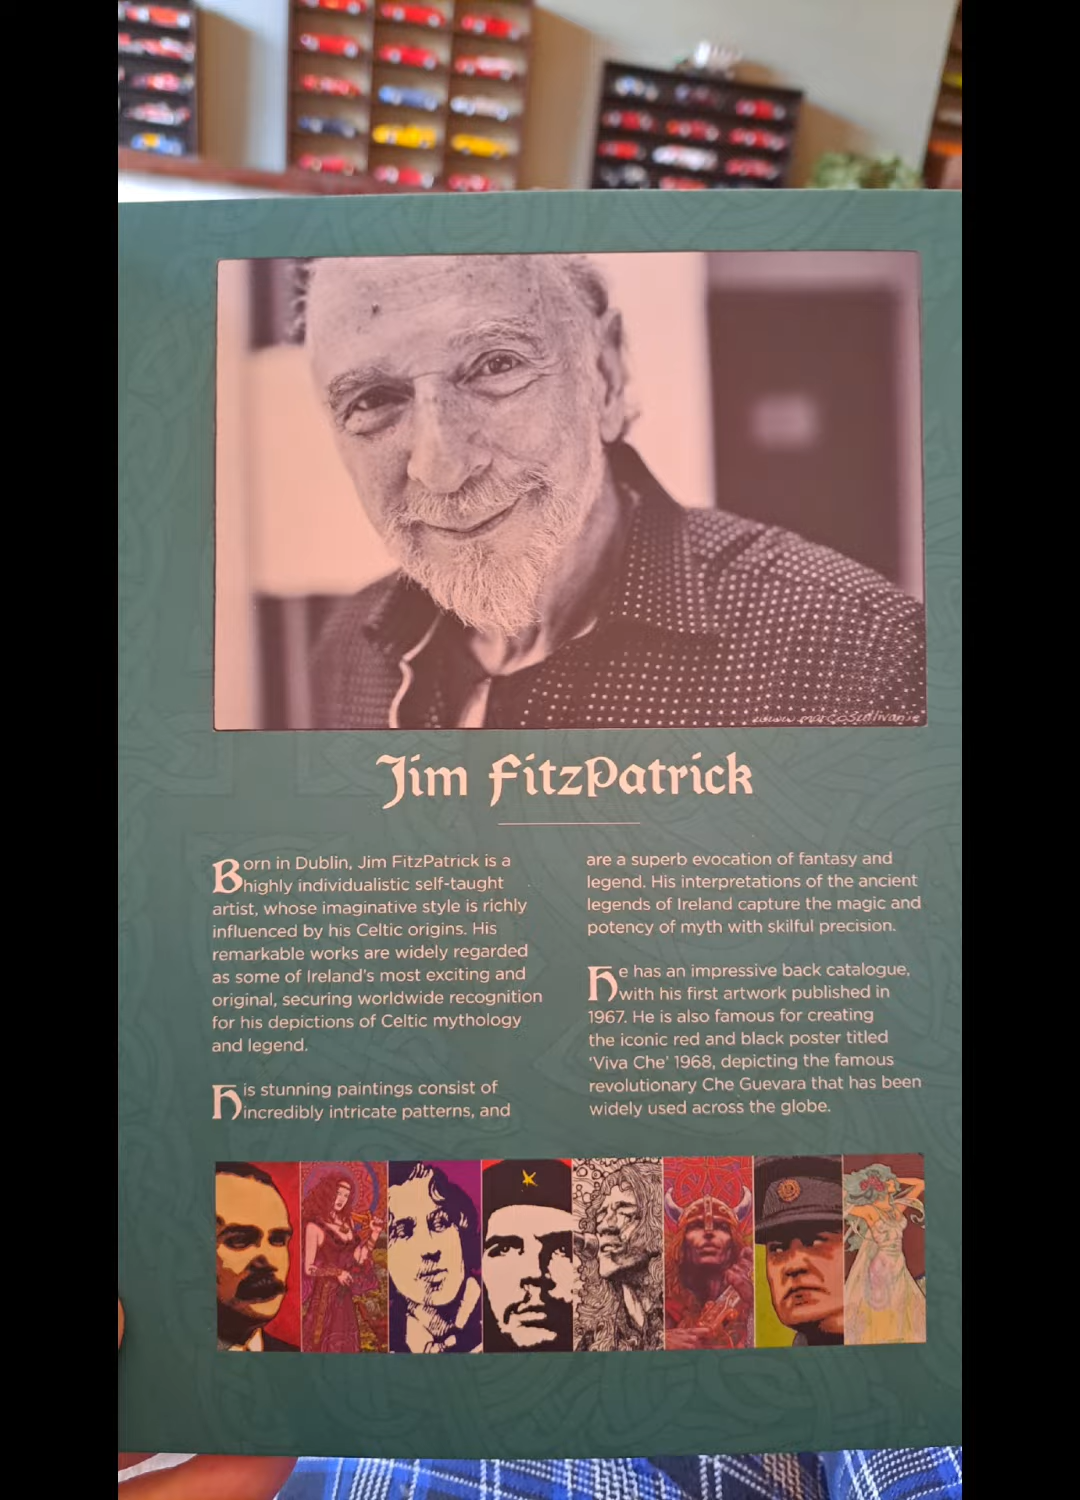 www.marcosullivan.ie
Jim FitzPatrick
Born in Dublin, Jim FitzPatrick is a
highly individualistic self-taught
artist, whose imaginative style is richly
influenced by his Celtic origins. His
remarkable works are widely regarded
as some of Ireland's most exciting and
original, securing worldwide recognition
for his depictions of Celtic mythology
and legend.
His stunning paintings consist of
incredibly intricate patterns, and
are a superb evocation of fantasy and
legend. His interpretations of the ancient
legends of Ireland capture the magic and
potency of myth with skilful precision.
He has an impressive back catalogue,
with his first artwork published in
1967. He is also famous for creating
the iconic red and black poster titled
‘Viva Che’ 1968, depicting the famous
revolutionary Che Guevara that has been
widely used across the globe.